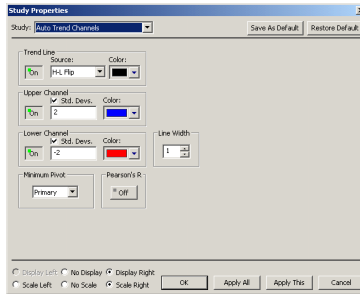 Study Properties
Study: Auto Trend Channels Save As Default Restore Default
Trend Line
Source: Color:
On H-L Flip
Upper Channel
Std. Devs. Color:
On 2
Lower Channel
Std. Devs. Color: Line Width
On -2 1
Minimum Pivot Pearson's R
Primary Off
Display Left No Display Display Right
Scale Left No Scale Scale Right OK Apply All Apply This Cancel